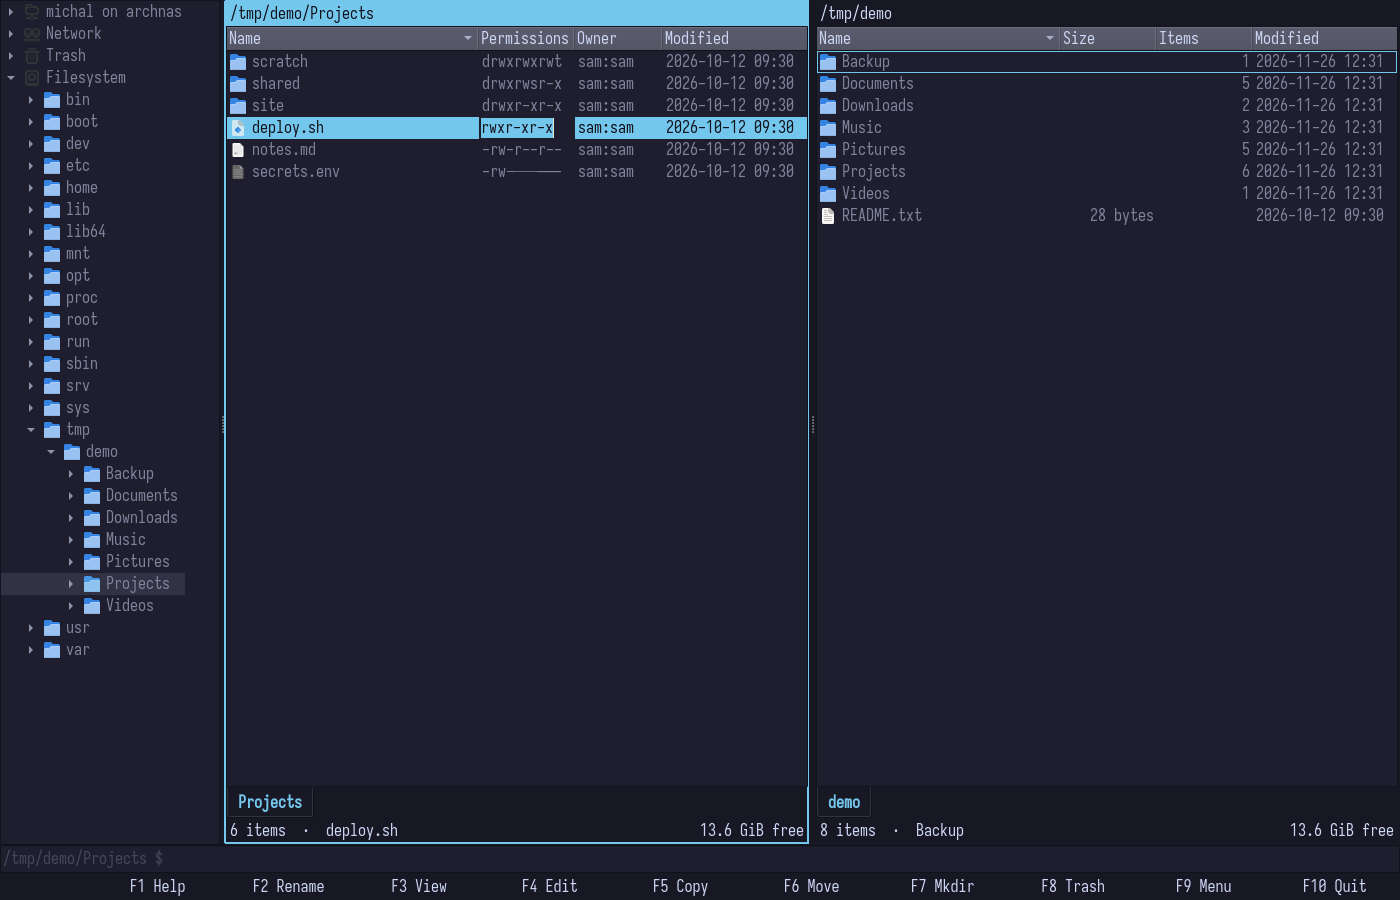 michal on archnas
Network
Trash
Filesystem
bin
boot
dev
etc
home
lib
lib64
mnt
opt
proc
root
run
sbin
srv
sys
tmp
demo
Backup
Documents
Downloads
Music
Pictures
Projects
Videos
usr
var
/tmp/demo/Projects
Name Permissions Owner Modified
scratch drwxrwxrwt sam:sam 2026-10-12 09:30
shared drwxrwsr-x sam:sam 2026-10-12 09:30
site drwxr-xr-x sam:sam 2026-10-12 09:30
deploy.sh rwxr-xr-x sam:sam 2026-10-12 09:30
notes.md -rw-r--r-- sam:sam 2026-10-12 09:30
secrets.env -rw------- sam:sam 2026-10-12 09:30
Projects
6 items · deploy.sh 13.6 GiB free
/tmp/demo
Name Size Items Modified
Backup 1 2026-11-26 12:31
Documents 5 2026-11-26 12:31
Downloads 2 2026-11-26 12:31
Music 3 2026-11-26 12:31
Pictures 5 2026-11-26 12:31
Projects 6 2026-11-26 12:31
Videos 1 2026-11-26 12:31
README.txt 28 bytes 2026-10-12 09:30
demo
8 items · Backup 13.6 GiB free
/tmp/demo/Projects $
F1 Help F2 Rename F3 View F4 Edit F5 Copy F6 Move F7 Mkdir F8 Trash F9 Menu F10 Quit